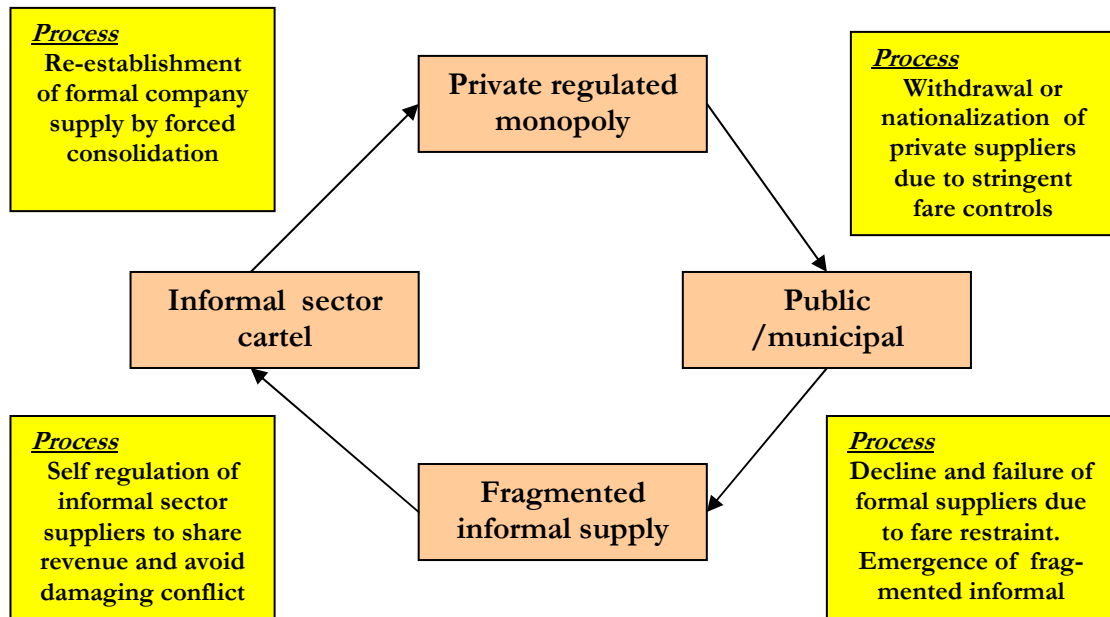 Process
Re-establishment
of formal company
supply by forced
consolidation
Private regulated
monopoly
Process
Withdrawal or
nationalization of
private suppliers
due to stringent
fare controls
Informal sector
cartel
Public
/municipal
Process
Self regulation of
informal sector
suppliers to share
revenue and avoid
damaging conflict
Fragmented
informal supply
Process
Decline and failure of
formal suppliers due
to fare restraint.
Emergence of frag-
mented informal